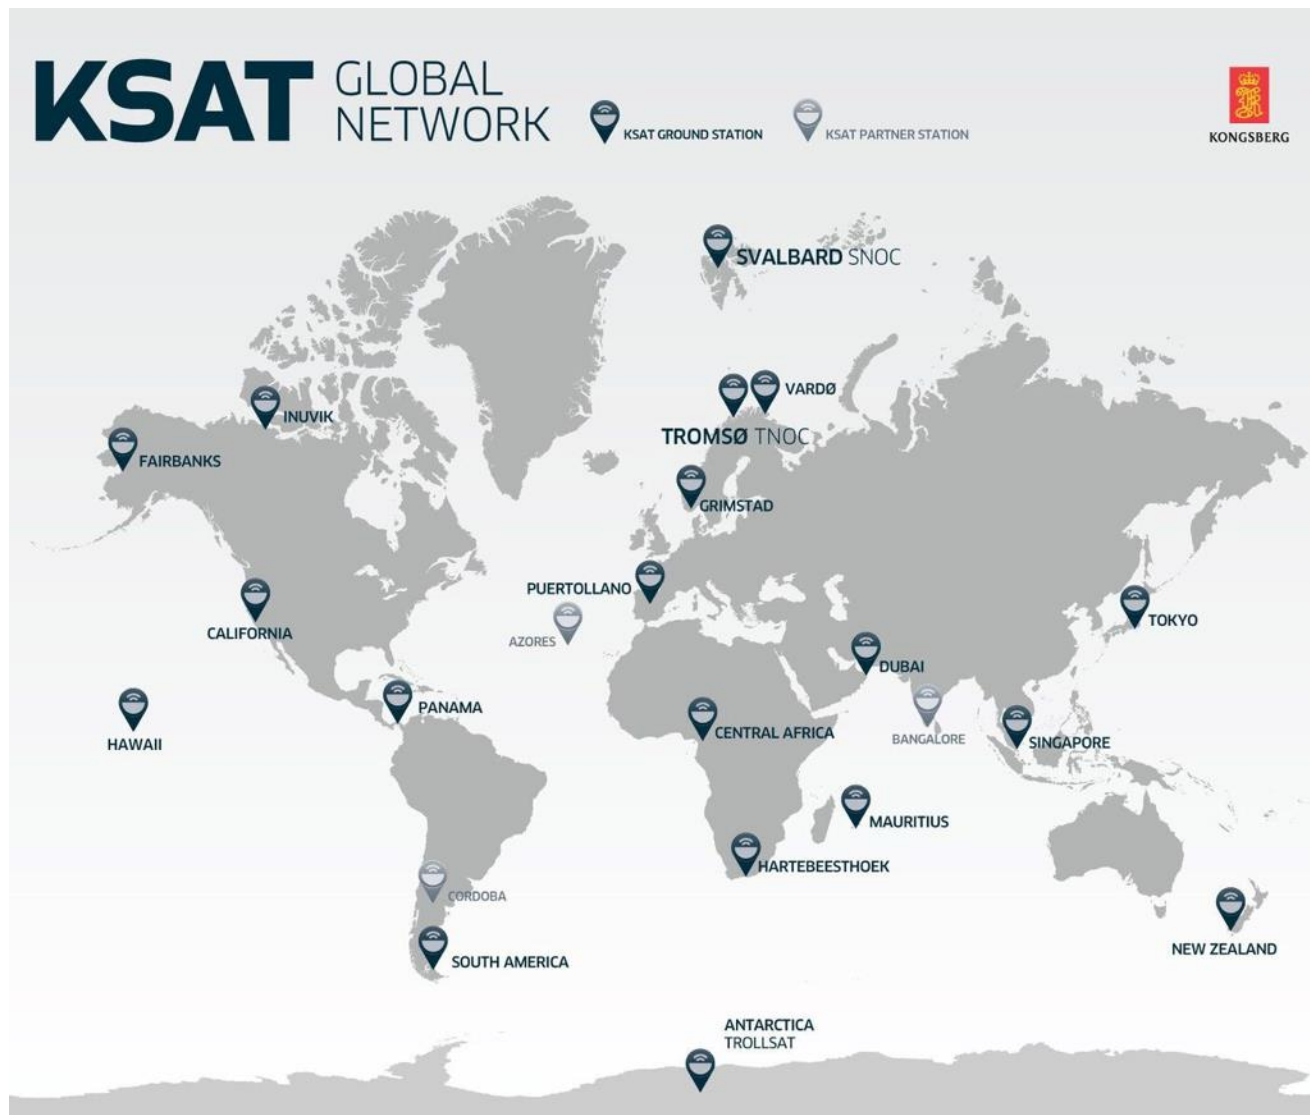 KSAT GLOBAL
NETWORK
KSAT GROUND STATION
KSAT PARTNER STATION
KONGSBERG
SVALBARD SNOC
VARDØ
TROMSØ TNOC
INUVIK
FAIRBANKS
GRIMSTAD
PUERTOLLANO
AZORES
CALIFORNIA
TOKYO
DUBAI
PANAMA
CENTRAL AFRICA
BANGALORE
SINGAPORE
HAWAII
MAURITIUS
HARTEBEESTHOEK
CORDOBA
NEW ZEALAND
SOUTH AMERICA
ANTARCTICA
TROLLSAT